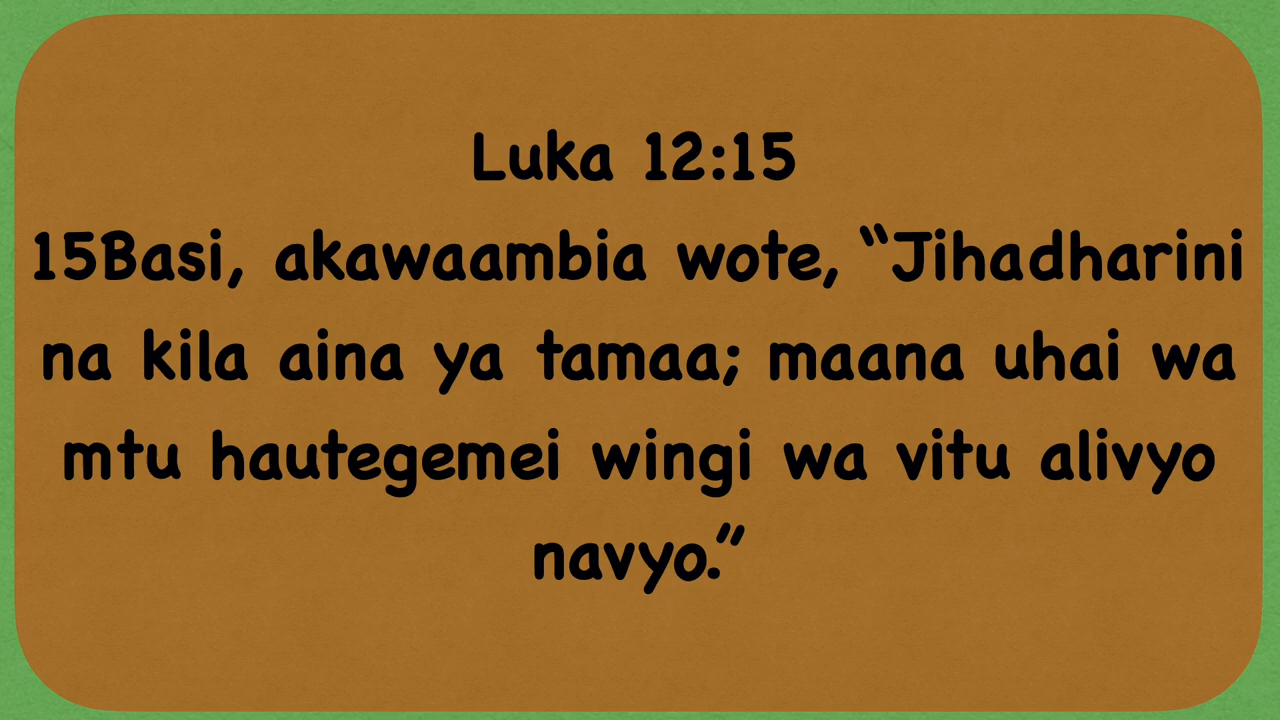 Luka 12:15
15Basi, akawaambia wote, “Jihadharini
na kila aina ya tamaa; maana uhai wa
mtu hautegemei wingi wa vitu alivyo
navyo.”